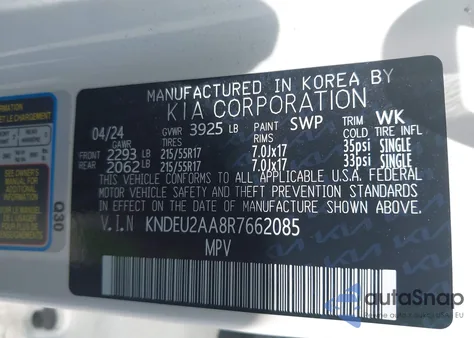 MANUFACTURED IN KOREA BY
KIA CORPORATION
04/24 GVWR 3925 LB PAINT SWP TRIM WK
GAWR COLD TIRE INFL
FRONT 2293 LB 215/55R17 7.0Jx17 35psi SINGLE
REAR 2062 LB 215/55R17 7.0Jx17 33psi SINGLE
THIS VEHICLE CONFORMS TO ALL APPLICABLE U.S.A. FEDERAL
MOTOR VEHICLE SAFETY AND THEFT PREVENTION STANDARDS
IN EFFECT ON THE DATE OF MANUFACTURE SHOWN ABOVE
V.I.N KNDEU2AA8R7662085
MPV
Q30
autoSnap